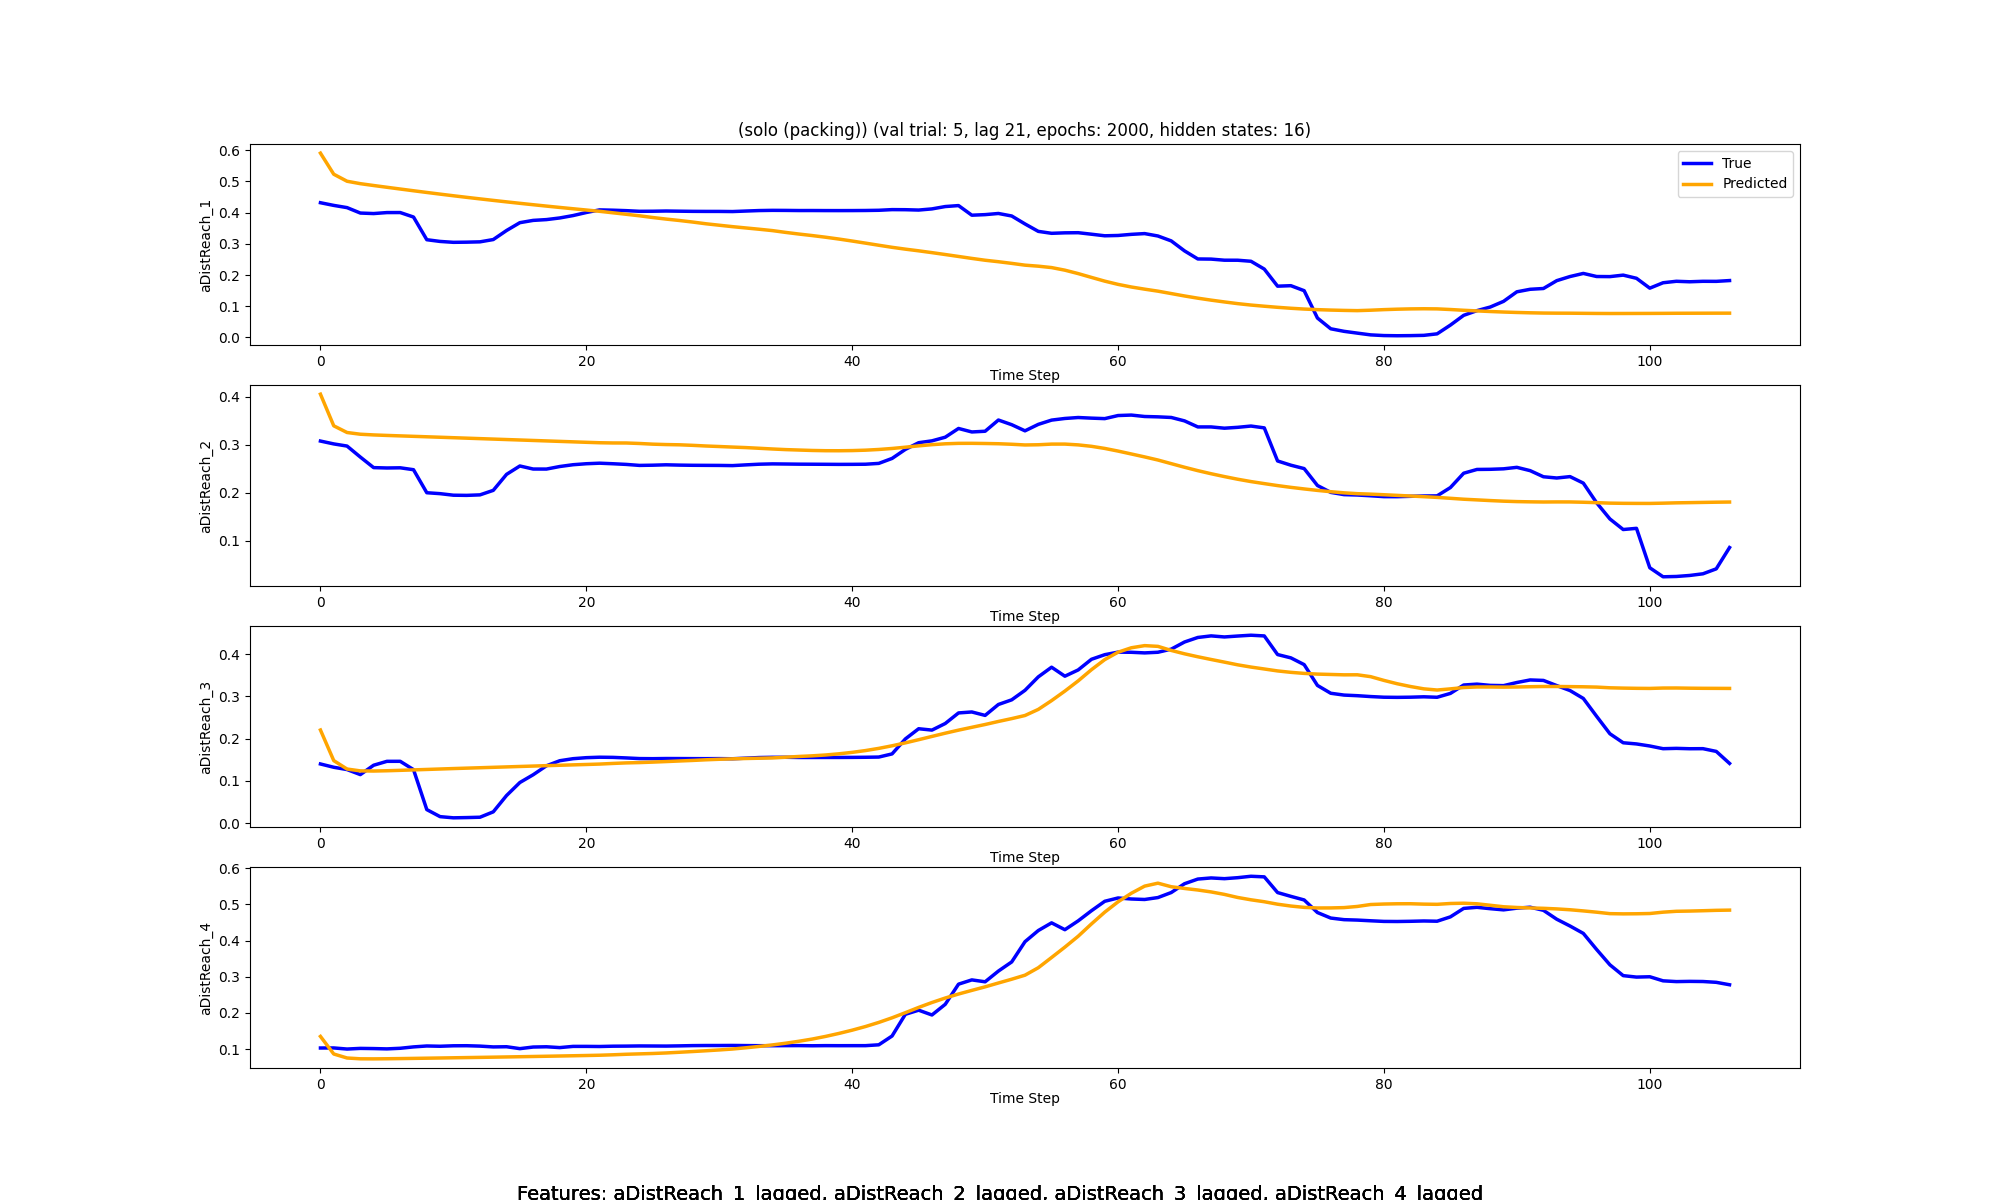 (solo (packing)) (val trial: 5, lag 21, epochs: 2000, hidden states: 16)
True
Predicted
aDistReach_1
0.6
0.5
0.4
0.3
0.2
0.1
0.0
0 20 40 60 80 100
Time Step
aDistReach_2
0.4
0.3
0.2
0.1
0 20 40 60 80 100
Time Step
aDistReach_3
0.4
0.3
0.2
0.1
0.0
0 20 40 60 80 100
Time Step
aDistReach_4
0.6
0.5
0.4
0.3
0.2
0.1
0 20 40 60 80 100
Time Step
Features: aDistReach_1_lagged, aDistReach_2_lagged, aDistReach_3_lagged, aDistReach_4_lagged